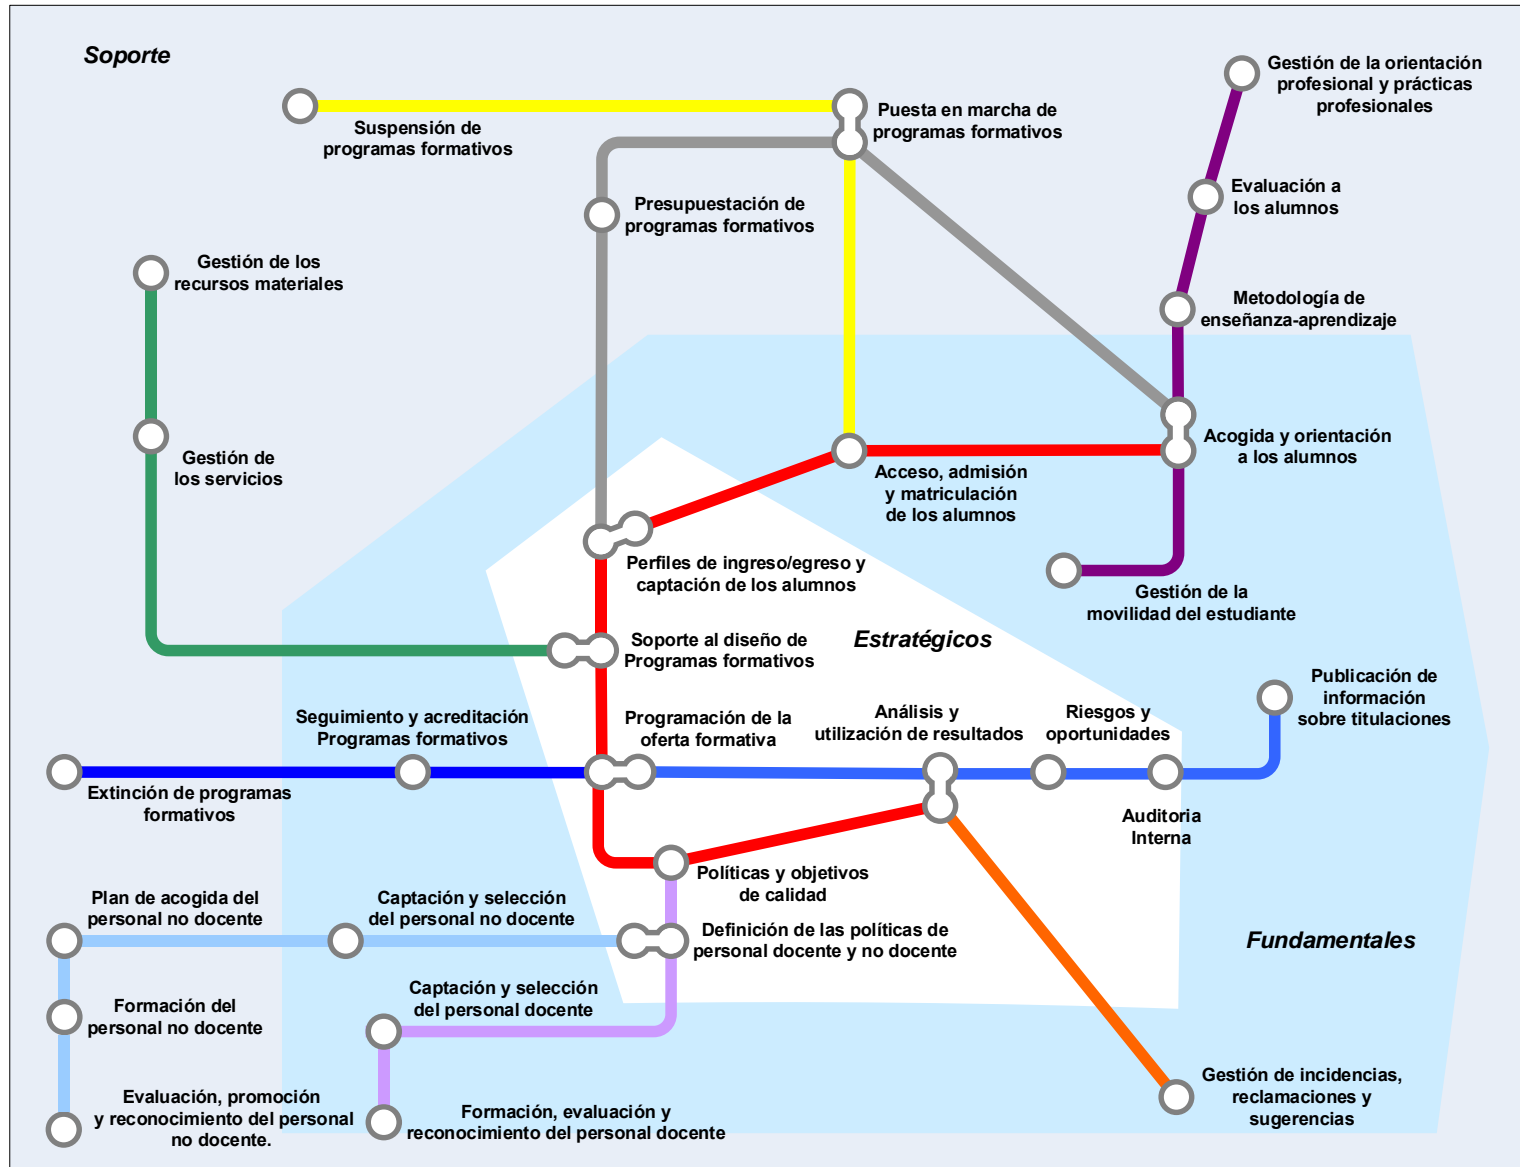 Soporte
Gestión de la orientación
profesional y prácticas
profesionales
Puesta en marcha de
programas formativos
Suspensión de
programas formativos
Evaluación a
los alumnos
Presupuestación de
programas formativos
Gestión de los
recursos materiales
Metodología de
enseñanza-aprendizaje
Acogida y orientación
a los alumnos
Gestión de
los servicios
Acceso, admisión
y matriculación
de los alumnos
Perfiles de ingreso/egreso y
captación de los alumnos
Gestión de la
movilidad del estudiante
Soporte al diseño de
Programas formativos
Estratégicos
Publicación de
información
sobre titulaciones
Seguimiento y acreditación
Programas formativos
Programación de la
oferta formativa
Análisis y
utilización de resultados
Riesgos y
oportunidades
Extinción de programas
formativos
Auditoria
Interna
Políticas y objetivos
de calidad
Plan de acogida del
personal no docente
Captación y selección
del personal no docente
Definición de las políticas de
personal docente y no docente
Fundamentales
Captación y selección
del personal docente
Formación del
personal no docente
Gestión de incidencias,
reclamaciones y
sugerencias
Evaluación, promoción
y reconocimiento del personal
no docente.
Formación, evaluación y
reconocimiento del personal docente